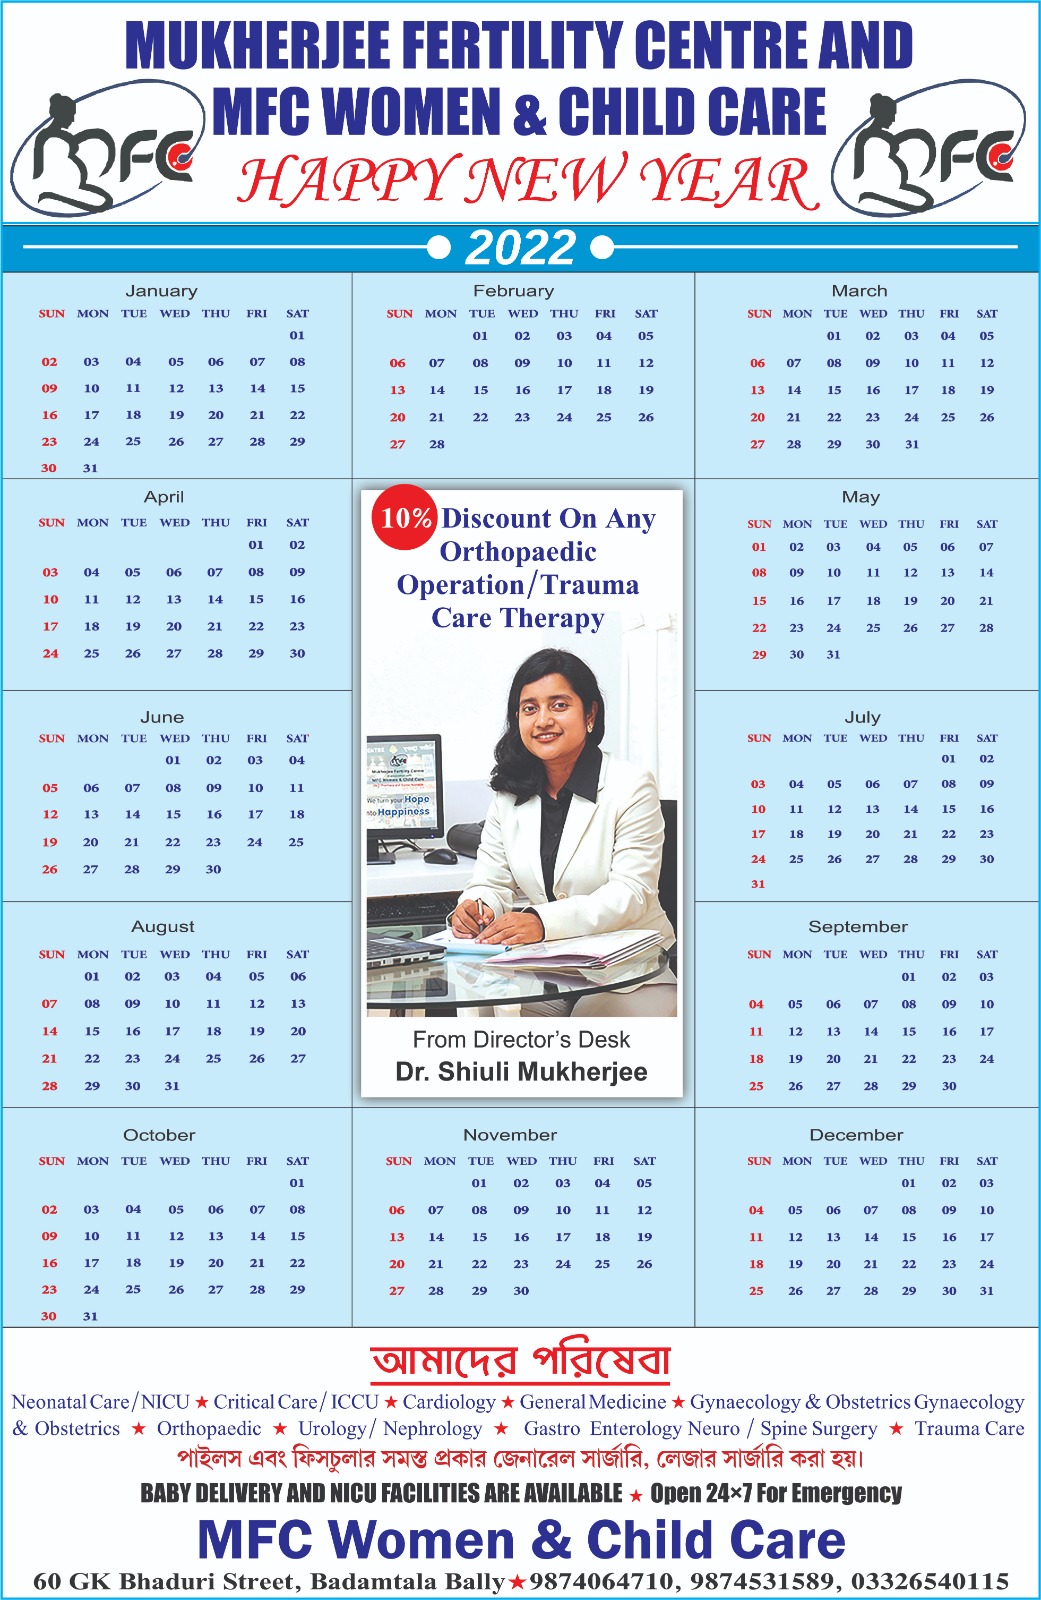 MUKHERJEE FERTILITY CENTRE AND
MFC WOMEN & CHILD CARE
MFC
MFC
HAPPY NEW YEAR
2022
January
SUN MON TUE WED THU FRI SAT
01
02 03 04 05 06 07 08
09 10 11 12 13 14 15
16 17 18 19 20 21 22
23 24 25 26 27 28 29
30 31
February
SUN MON TUE WED THU FRI SAT
01 02 03 04 05
06 07 08 09 10 11 12
13 14 15 16 17 18 19
20 21 22 23 24 25 26
27 28
March
SUN MON TUE WED THU FRI SAT
01 02 03 04 05
06 07 08 09 10 11 12
13 14 15 16 17 18 19
20 21 22 23 24 25 26
27 28 29 30 31
April
SUN MON TUE WED THU FRI SAT
01 02
03 04 05 06 07 08 09
10 11 12 13 14 15 16
17 18 19 20 21 22 23
24 25 26 27 28 29 30
10% Discount On Any
Orthopaedic
Operation/Trauma
Care Therapy
Mukherjee Fertility Centre
MFC Women & Child Care
We turn your Hope
into Happiness
From Director's Desk
Dr. Shiuli Mukherjee
May
SUN MON TUE WED THU FRI SAT
01 02 03 04 05 06 07
08 09 10 11 12 13 14
15 16 17 18 19 20 21
22 23 24 25 26 27 28
29 30 31
June
SUN MON TUE WED THU FRI SAT
01 02 03 04
05 06 07 08 09 10 11
12 13 14 15 16 17 18
19 20 21 22 23 24 25
26 27 28 29 30
July
SUN MON TUE WED THU FRI SAT
01 02
03 04 05 06 07 08 09
10 11 12 13 14 15 16
17 18 19 20 21 22 23
24 25 26 27 28 29 30
31
August
SUN MON TUE WED THU FRI SAT
01 02 03 04 05 06
07 08 09 10 11 12 13
14 15 16 17 18 19 20
21 22 23 24 25 26 27
28 29 30 31
September
SUN MON TUE WED THU FRI SAT
01 02 03
04 05 06 07 08 09 10
11 12 13 14 15 16 17
18 19 20 21 22 23 24
25 26 27 28 29 30
October
SUN MON TUE WED THU FRI SAT
01
02 03 04 05 06 07 08
09 10 11 12 13 14 15
16 17 18 19 20 21 22
23 24 25 26 27 28 29
30 31
November
SUN MON TUE WED THU FRI SAT
01 02 03 04 05
06 07 08 09 10 11 12
13 14 15 16 17 18 19
20 21 22 23 24 25 26
27 28 29 30
December
SUN MON TUE WED THU FRI SAT
01 02 03
04 05 06 07 08 09 10
11 12 13 14 15 16 17
18 19 20 21 22 23 24
25 26 27 28 29 30 31
আমাদের পরিষেবা
Neonatal Care/NICU ★ Critical Care/ ICCU ★ Cardiology ★ General Medicine ★ Gynaecology & Obstetrics Gynaecology
& Obstetrics ★ Orthopaedic ★ Urology/ Nephrology ★ Gastro Enterology Neuro / Spine Surgery ★ Trauma Care
পাইলস এবং ফিসচুলার সমস্ত প্রকার জেনারেল সার্জারি, লেজার সার্জারি করা হয়।
BABY DELIVERY AND NICU FACILITIES ARE AVAILABLE ★ Open 24×7 For Emergency
MFC Women & Child Care
60 GK Bhaduri Street, Badamtala Bally★9874064710, 9874531589, 03326540115